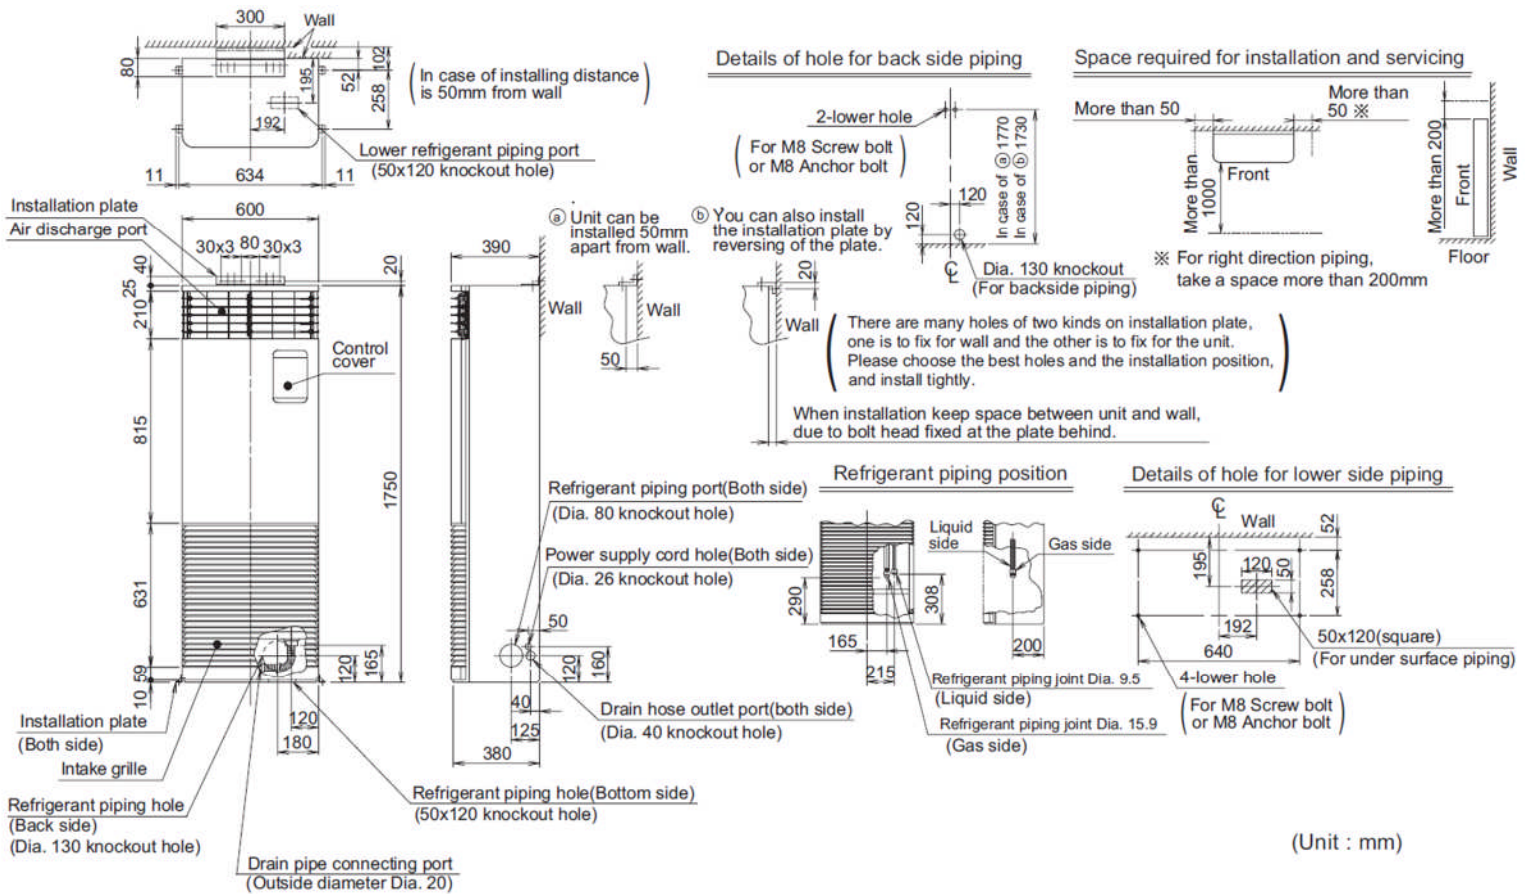 300
Wall
80
195
52
102
258
192
(In case of installing distance
is 50mm from wall)
Lower refrigerant piping port
(50x120 knockout hole)
11
634
11
Details of hole for back side piping
2-lower hole
(For M8 Screw bolt
or M8 Anchor bolt)
In case of ⓐ 1770
In case of ⓑ 1730
120
120
℄
Dia. 130 knockout
(For backside piping)
Space required for installation and servicing
More than 50
More than
50 ※
More than
1000
Front
More than 200
Front
Wall
Floor
※ For right direction piping,
take a space more than 200mm
Installation plate
Air discharge port
600
30x3
80
30x3
40
25
20
210
815
631
59
10
1750
Control
cover
120
165
120
180
Installation plate
(Both side)
Intake grille
Refrigerant piping hole
(Back side)
(Dia. 130 knockout hole)
Drain pipe connecting port
(Outside diameter Dia. 20)
Refrigerant piping hole(Bottom side)
(50x120 knockout hole)
390
Wall
ⓐ Unit can be
installed 50mm
apart from wall.
Wall
50
ⓑ You can also install
the installation plate by
reversing of the plate.
20
Wall
(There are many holes of two kinds on installation plate,
one is to fix for wall and the other is to fix for the unit.
Please choose the best holes and the installation position,
and install tightly.)
When installation keep space between unit and wall,
due to bolt head fixed at the plate behind.
Refrigerant piping port(Both side)
(Dia. 80 knockout hole)
Power supply cord hole(Both side)
(Dia. 26 knockout hole)
50
120
160
40
125
380
Drain hose outlet port(both side)
(Dia. 40 knockout hole)
Refrigerant piping position
Liquid
side
Gas side
290
308
165
215
200
Refrigerant piping joint Dia. 9.5
(Liquid side)
Refrigerant piping joint Dia. 15.9
(Gas side)
Details of hole for lower side piping
℄
Wall
52
195
120
50
258
192
640
50x120(square)
(For under surface piping)
4-lower hole
(For M8 Screw bolt
or M8 Anchor bolt)
(Unit : mm)